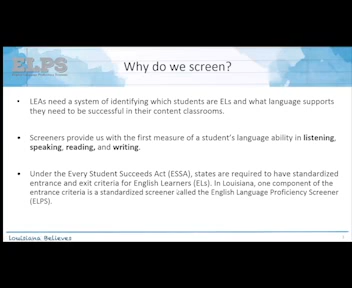 ELPS
English Language Proficiency Screener
Why do we screen?
• LEAs need a system of identifying which students are ELs and what language supports
they need to be successful in their content classrooms.
• Screeners provide us with the first measure of a student's language ability in listening,
speaking, reading, and writing.
• Under the Every Student Succeeds Act (ESSA), states are required to have standardized
entrance and exit criteria for English Learners (ELs). In Louisiana, one component of the
entrance criteria is a standardized screener called the English Language Proficiency Screener
(ELPS).
Louisiana Believes